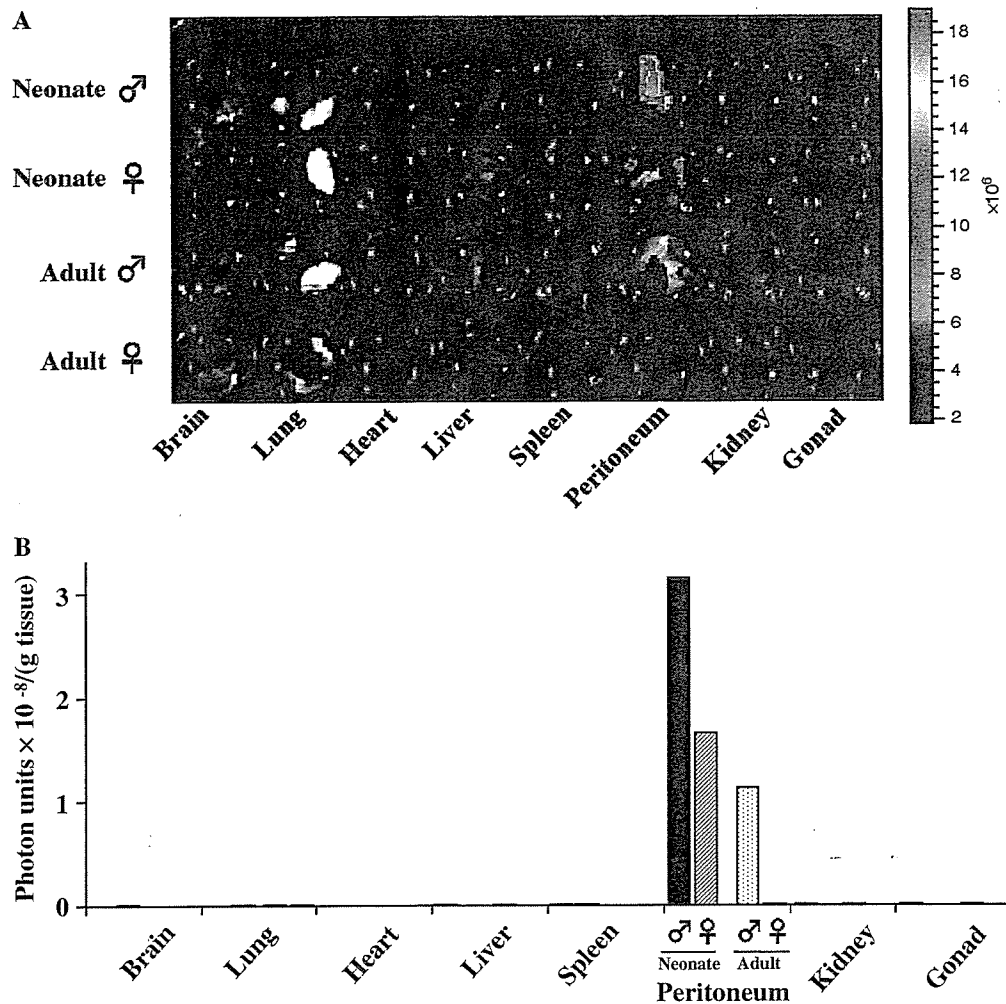 A
Neonate ♂
Neonate ♀
Adult ♂
Adult ♀
18
16
14
12
10
8
6
4
2
×10⁶
Brain
Lung
Heart
Liver
Spleen
Peritoneum
Kidney
Gonad
B
Photon units × 10⁻⁸/(g tissue)
3
2
1
0
Brain
Lung
Heart
Liver
Spleen
♂ ♀ ♂ ♀
Neonate Adult
Peritoneum
Kidney
Gonad